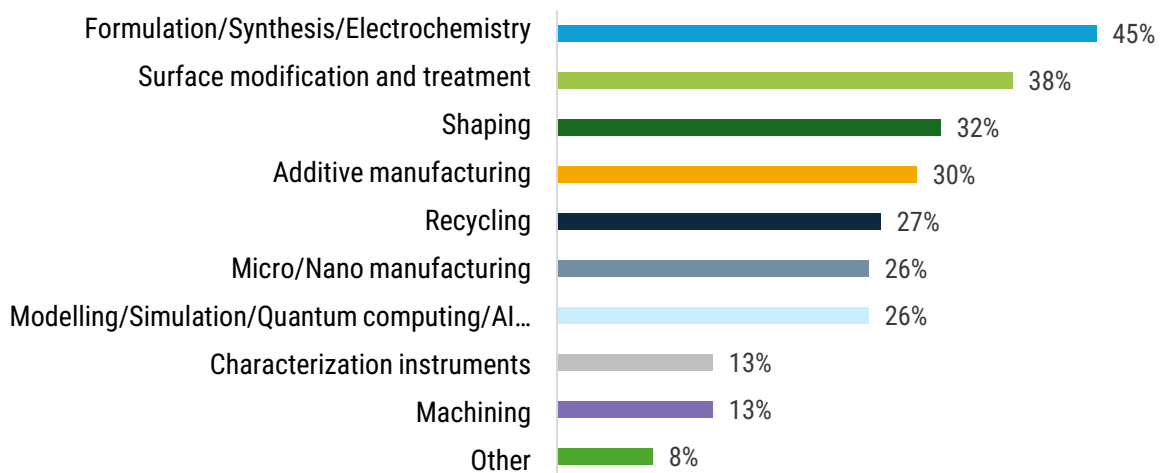 Formulation/Synthesis/Electrochemistry 45%
Surface modification and treatment 38%
Shaping 32%
Additive manufacturing 30%
Recycling 27%
Micro/Nano manufacturing 26%
Modelling/Simulation/Quantum computing/AI… 26%
Characterization instruments 13%
Machining 13%
Other 8%